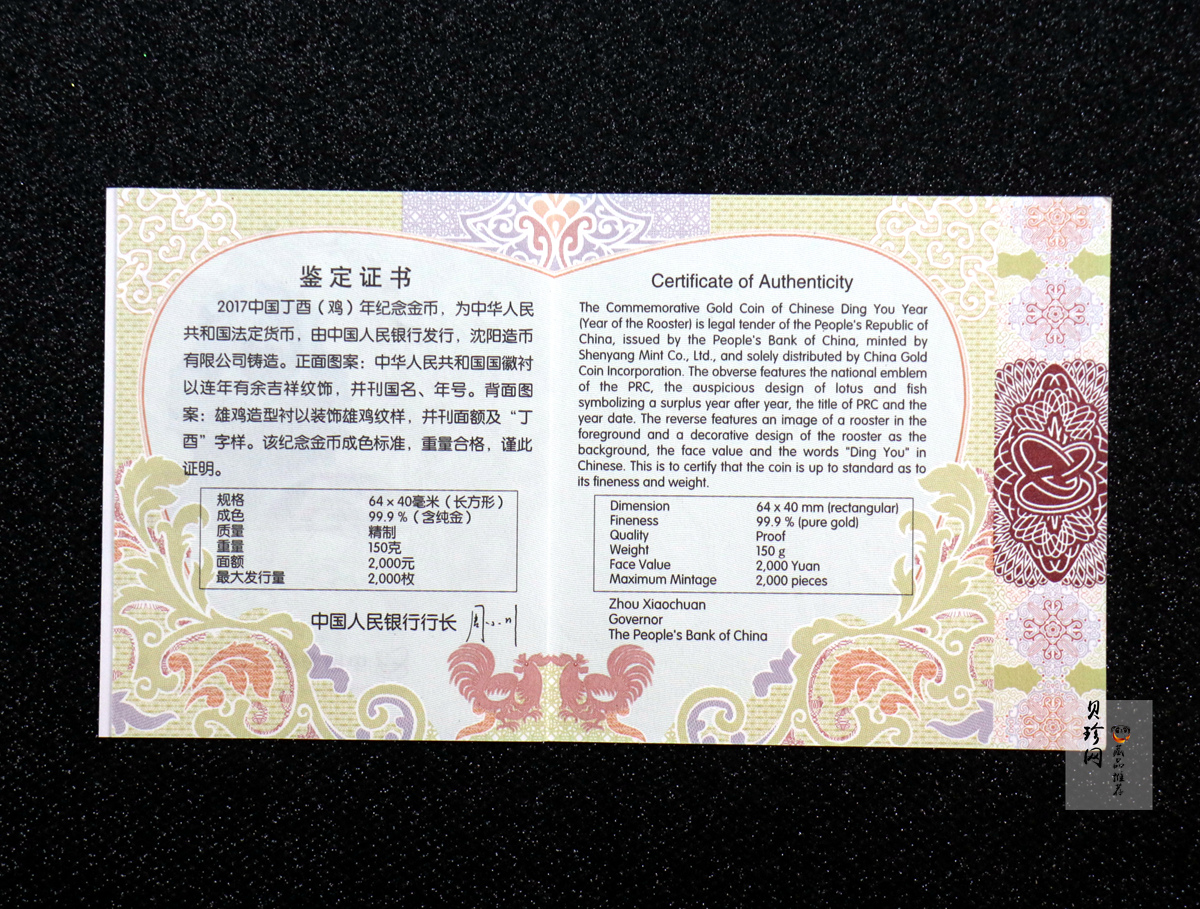 鉴定证书
2017中国丁酉（鸡）年纪念金币，为中华人民
共和国法定货币，由中国人民银行发行，沈阳造币
有限公司铸造。正面图案：中华人民共和国国徽衬
以连年有余吉祥纹饰，并刊国名、年号。背面图
案：雄鸡造型衬以装饰雄鸡纹样，并刊面额及“丁
酉”字样。该纪念金币成色标准，重量合格，谨此
证明。
规格 64×40毫米（长方形）
成色 99.9％（含纯金）
质量 精制
重量 150克
面额 2,000元
最大发行量 2,000枚
中国人民银行行长
Certificate of Authenticity
The Commemorative Gold Coin of Chinese Ding You Year
(Year of the Rooster) is legal tender of the People's Republic of
China, issued by the People's Bank of China, minted by
Shenyang Mint Co., Ltd., and solely distributed by China Gold
Coin Incorporation. The obverse features the national emblem
of the PRC, the auspicious design of lotus and fish
symbolizing a surplus year after year, the title of PRC and the
year date. The reverse features an image of a rooster in the
foreground and a decorative design of the rooster as the
background, the face value and the words "Ding You" in
Chinese. This is to certify that the coin is up to standard as to
its fineness and weight.
Dimension 64 x 40 mm (rectangular)
Fineness 99.9 % (pure gold)
Quality Proof
Weight 150 g
Face Value 2,000 Yuan
Maximum Mintage 2,000 pieces
Zhou Xiaochuan
Governor
The People's Bank of China
贝珍网
藏品推荐